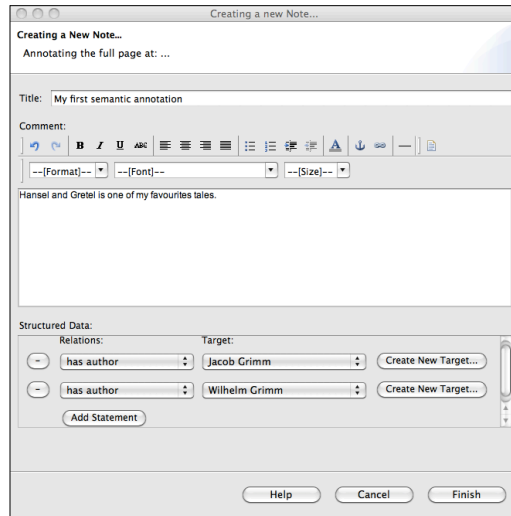 Creating a new Note...
Creating a New Note...
Annotating the full page at: ...
Title: My first semantic annotation
Comment:
B I U ABC A
--[Format]-- --[Font]-- --[Size]--
Hansel and Gretel is one of my favourites tales.
Structured Data:
Relations: Target:
- has author Jacob Grimm Create New Target...
- has author Wilhelm Grimm Create New Target...
Add Statement
Help Cancel Finish